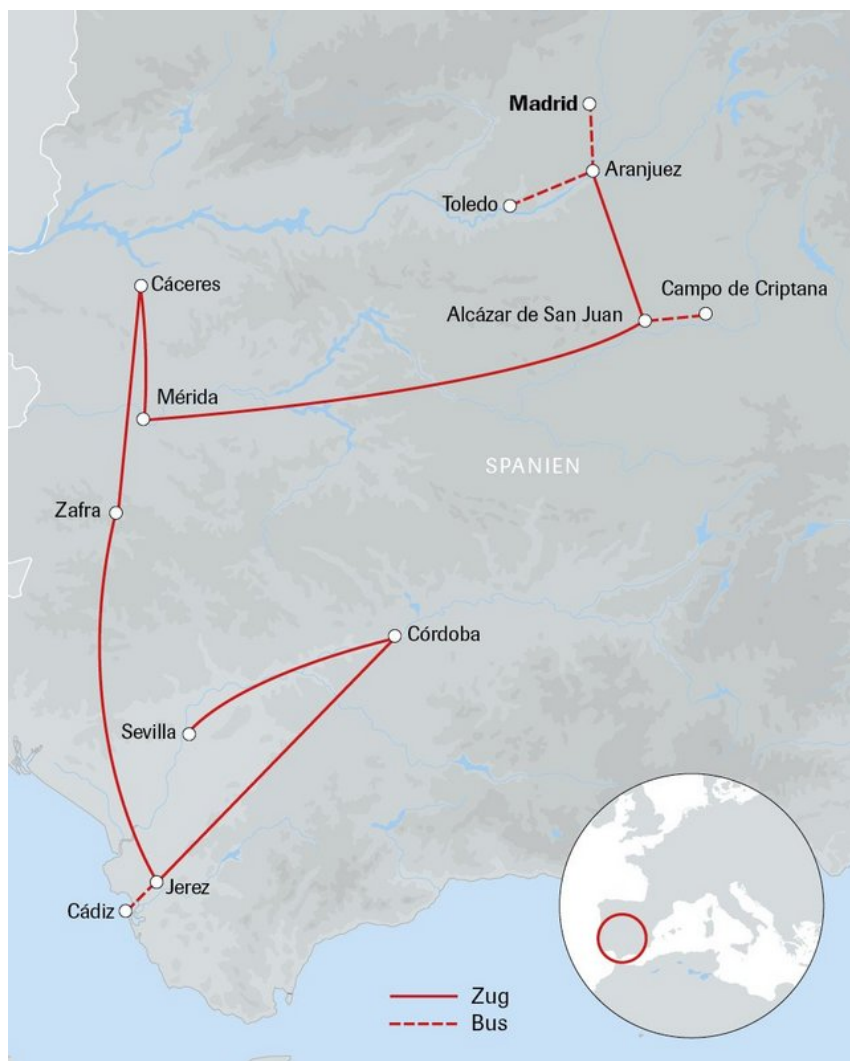 Madrid
Aranjuez
Toledo
Cáceres
Campo de Criptana
Alcázar de San Juan
Mérida
SPANIEN
Zafra
Córdoba
Sevilla
Jerez
Cádiz
Zug
Bus